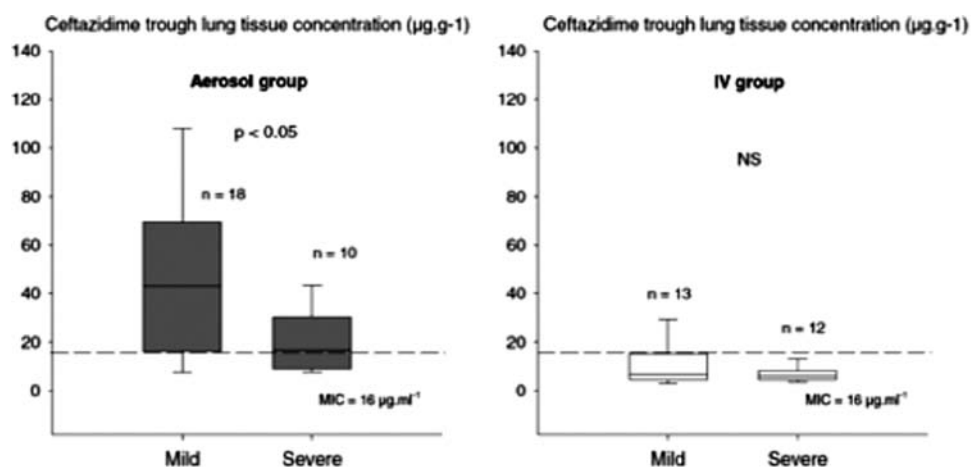 Ceftazidime trough lung tissue concentration (µg.g-1)
140
120
100
80
60
40
20
0
Aerosol group
p < 0.05
n = 18
n = 10
MIC = 16 µg.ml⁻¹
Mild
Severe
Ceftazidime trough lung tissue concentration (µg.g-1)
140
120
100
80
60
40
20
0
IV group
NS
n = 13
n = 12
MIC = 16 µg.ml⁻¹
Mild
Severe